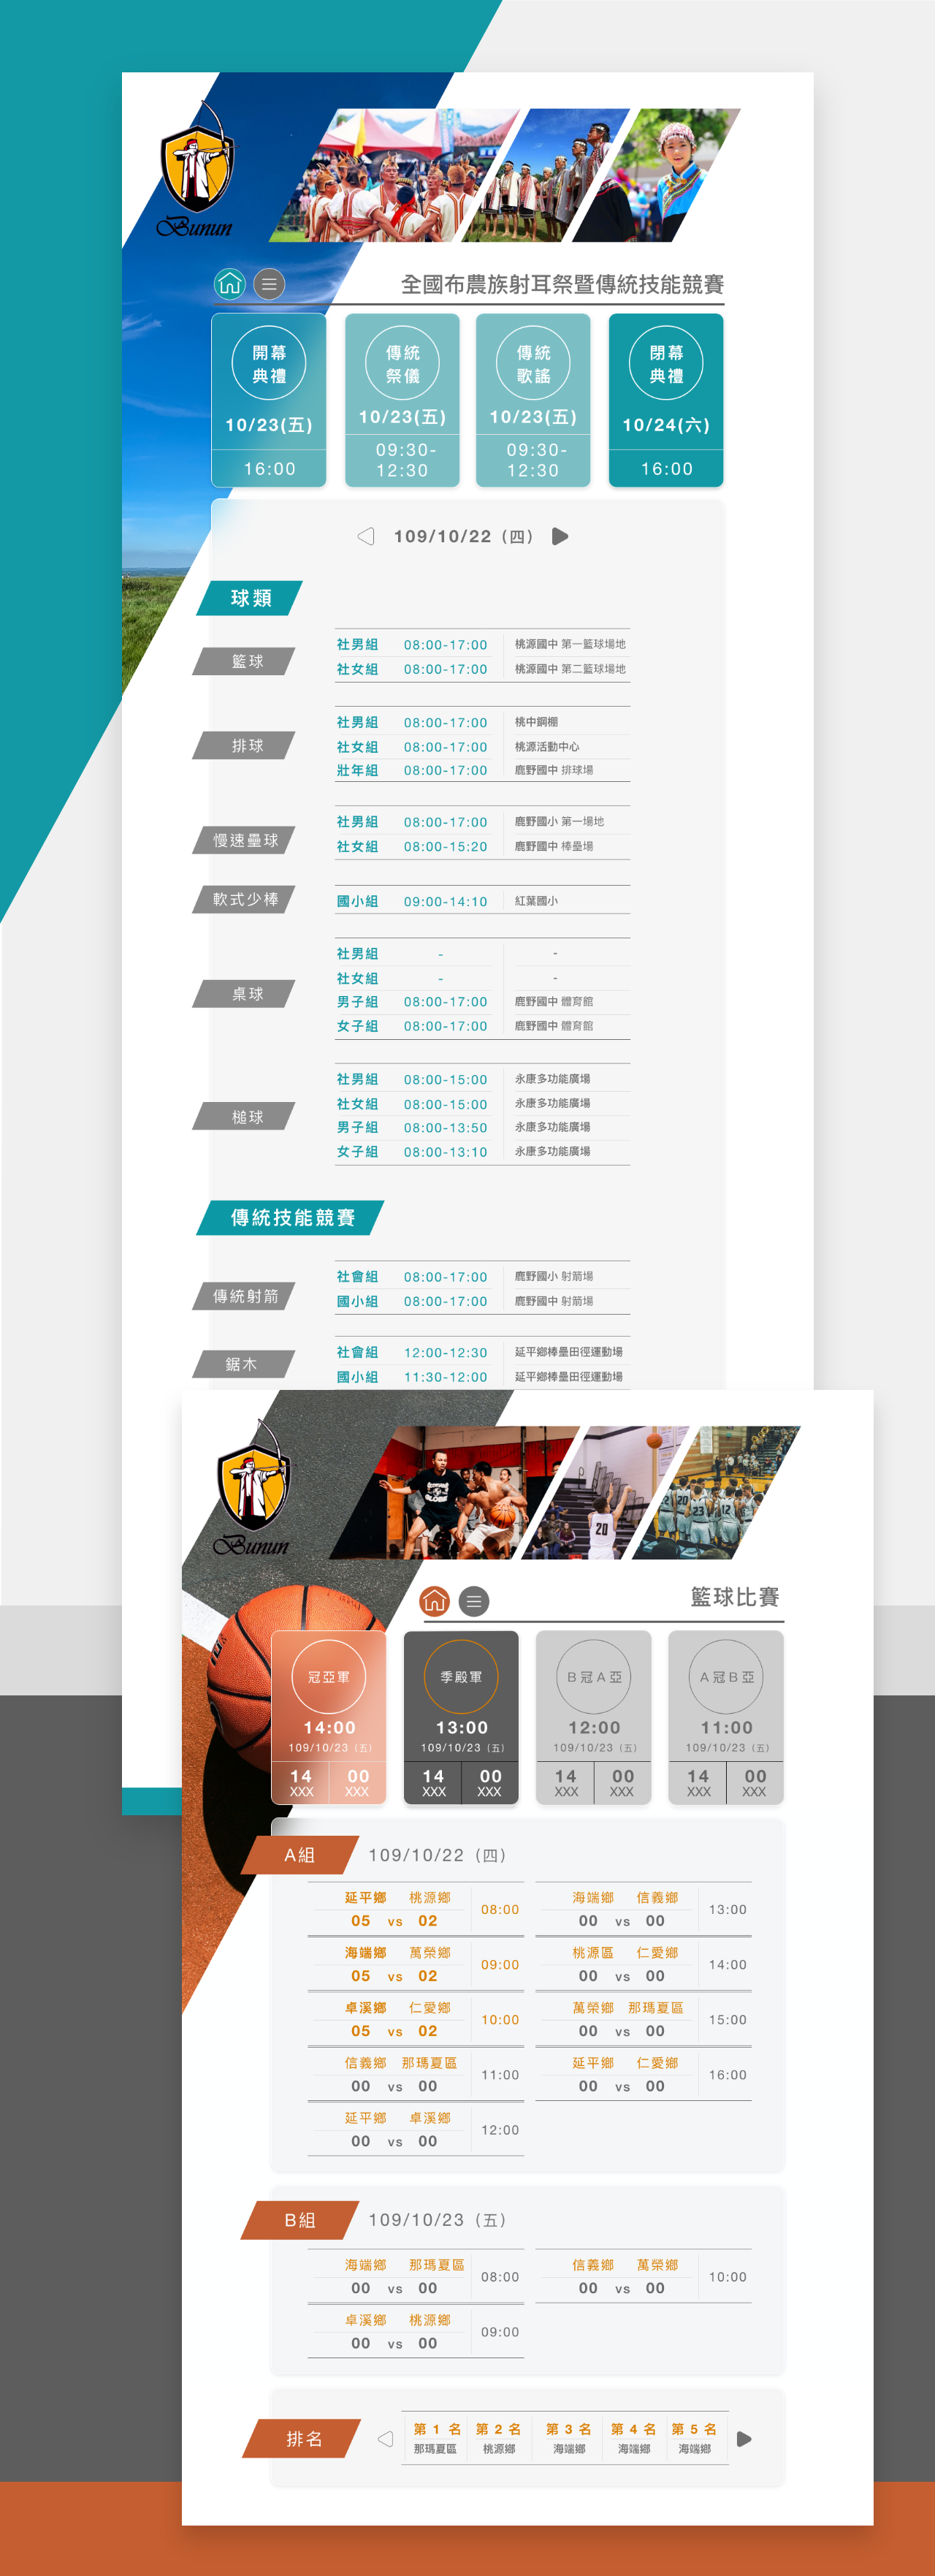 Bunun
全國布農族射耳祭暨傳統技能競賽
開幕
典禮
10/23(五)
16:00
傳統
祭儀
10/23(五)
09:30-
12:30
傳統
歌謠
10/23(五)
09:30-
12:30
閉幕
典禮
10/24(六)
16:00
109/10/22 (四)
球類
籃球
社男組 08:00-17:00 桃源國中 第一籃球場地
社女組 08:00-17:00 桃源國中 第二籃球場地
排球
社男組 08:00-17:00 桃中鋼棚
社女組 08:00-17:00 桃源活動中心
壯年組 08:00-17:00 鹿野國中 排球場
慢速壘球
社男組 08:00-17:00 鹿野國小 第一場地
社女組 08:00-15:20 鹿野國中 棒壘場
軟式少棒
國小組 09:00-14:10 紅葉國小
桌球
社男組 - -
社女組 - -
男子組 08:00-17:00 鹿野國中 體育館
女子組 08:00-17:00 鹿野國中 體育館
槌球
社男組 08:00-15:00 永康多功能廣場
社女組 08:00-15:00 永康多功能廣場
男子組 08:00-13:50 永康多功能廣場
女子組 08:00-13:10 永康多功能廣場
傳統技能競賽
傳統射箭
社會組 08:00-17:00 鹿野國小 射箭場
國小組 08:00-17:00 鹿野國中 射箭場
鋸木
社會組 12:00-12:30 延平鄉棒壘田徑運動場
國小組 11:30-12:00 延平鄉棒壘田徑運動場
Bunun
20
20
23
12
籃球比賽
冠亞軍
14:00
109/10/23 (五)
14 00
XXX XXX
季殿軍
13:00
109/10/23 (五)
14 00
XXX XXX
B冠A亞
12:00
109/10/23 (五)
14 00
XXX XXX
A冠B亞
11:00
109/10/23 (五)
14 00
XXX XXX
A組 109/10/22 (四)
延平鄉 桃源鄉
05 vs 02 08:00
海端鄉 萬榮鄉
05 vs 02 09:00
卓溪鄉 仁愛鄉
05 vs 02 10:00
信義鄉 那瑪夏區
00 vs 00 11:00
延平鄉 卓溪鄉
00 vs 00 12:00
海端鄉 信義鄉
00 vs 00 13:00
桃源區 仁愛鄉
00 vs 00 14:00
萬榮鄉 那瑪夏區
00 vs 00 15:00
延平鄉 仁愛鄉
00 vs 00 16:00
B組 109/10/23 (五)
海端鄉 那瑪夏區
00 vs 00 08:00
卓溪鄉 桃源鄉
00 vs 00 09:00
信義鄉 萬榮鄉
00 vs 00 10:00
排名
第 1 名 第 2 名 第 3 名 第 4 名 第 5 名
那瑪夏區 桃源鄉 海端鄉 海端鄉 海端鄉